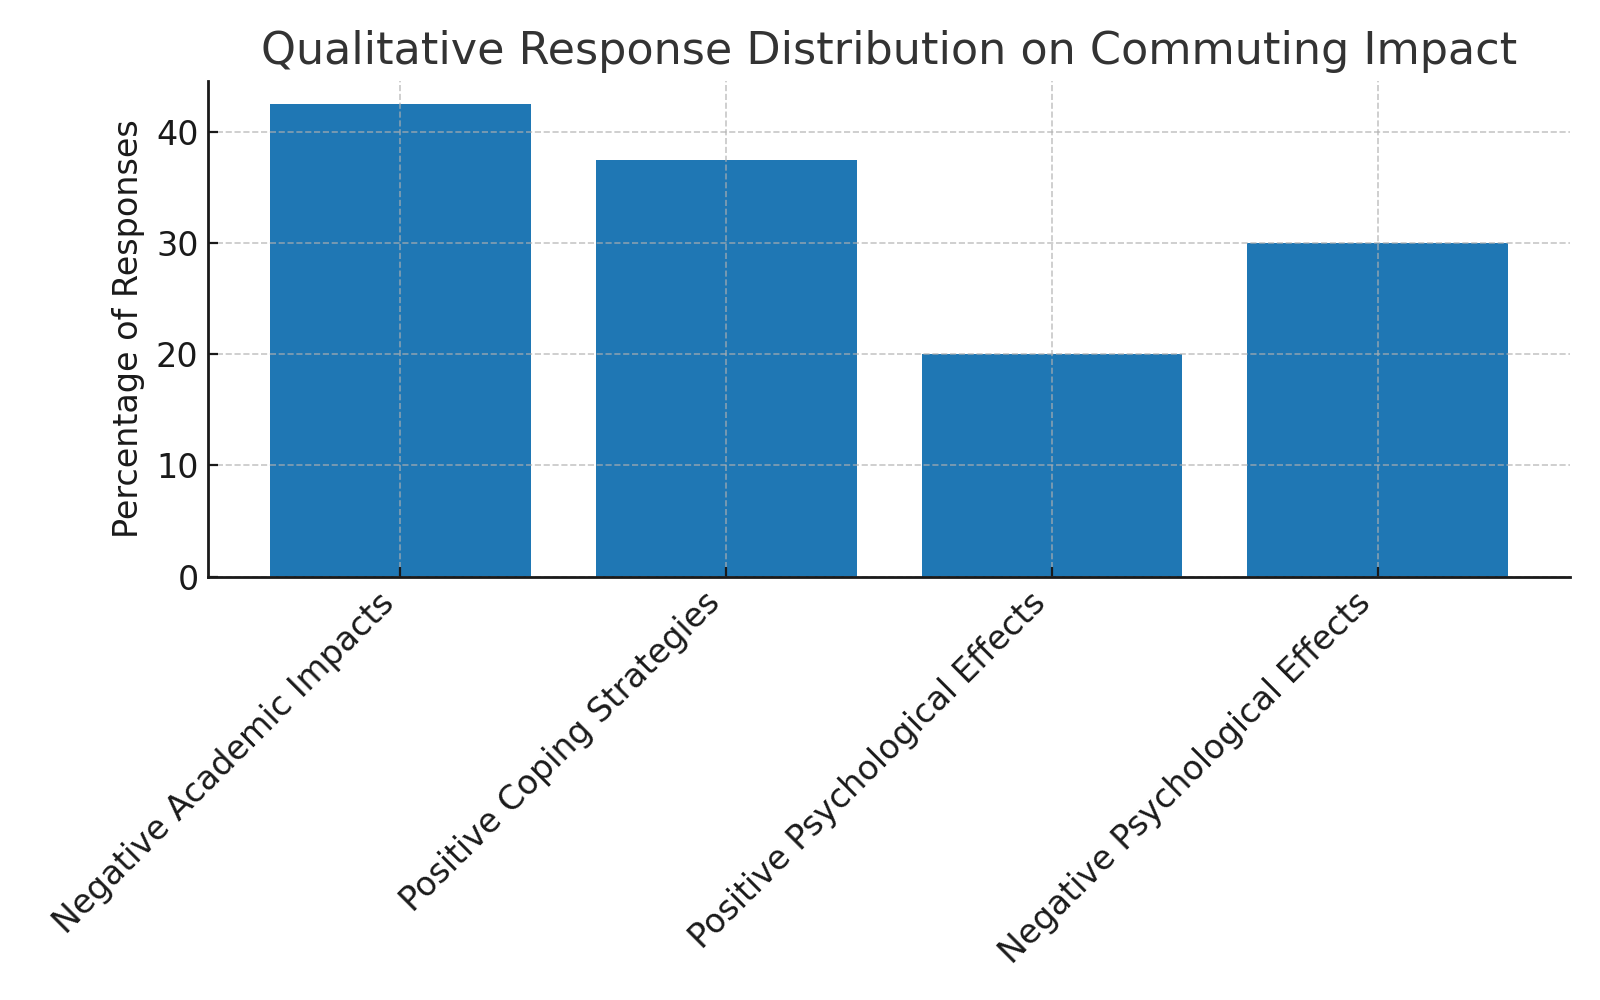 Qualitative Response Distribution on Commuting Impact
Percentage of Responses
40
30
20
10
0
Negative Academic Impacts
Positive Coping Strategies
Positive Psychological Effects
Negative Psychological Effects